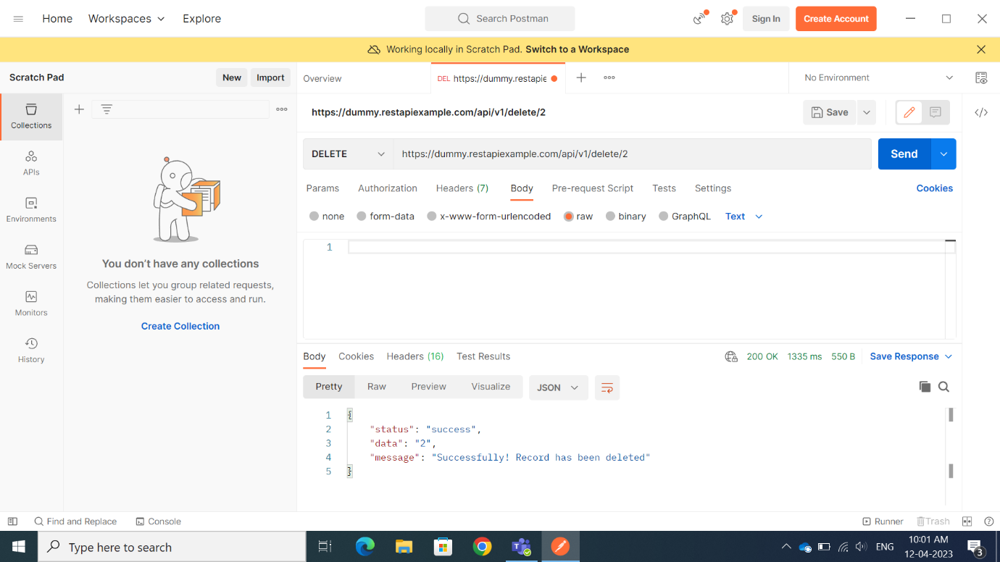 Home Workspaces Explore Search Postman Sign In Create Account
Working locally in Scratch Pad. Switch to a Workspace
Scratch Pad New Import Overview DEL https://dummy.restapie No Environment
Collections
https://dummy.restapiexample.com/api/v1/delete/2 Save </>
APIs
DELETE https://dummy.restapiexample.com/api/v1/delete/2 Send
Params Authorization Headers (7) Body Pre-request Script Tests Settings Cookies
Environments
none form-data x-www-form-urlencoded raw binary GraphQL Text
1
Mock Servers
You don’t have any collections
Collections let you group related requests,
making them easier to access and run.
Monitors
Create Collection
History
Body Cookies Headers (16) Test Results 200 OK 1335 ms 550 B Save Response
Pretty Raw Preview Visualize JSON
1 {
2 "status": "success",
3 "data": "2",
4 "message": "Successfully! Record has been deleted"
5 }
Find and Replace Console Runner Trash
Type here to search ENG 10:01 AM
12-04-2023 3